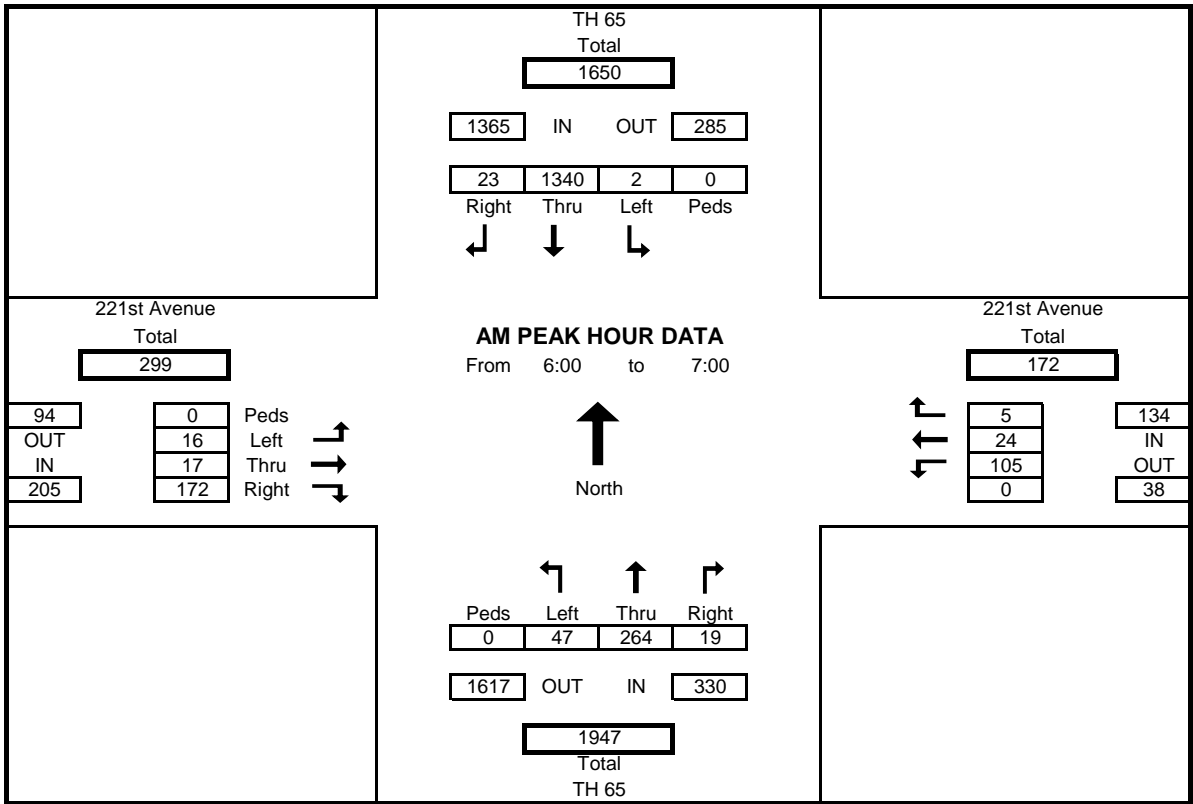 TH 65
Total
1650
1365 IN OUT 285
23 1340 2 0
Right Thru Left Peds
221st Avenue
Total
299
94
OUT
IN
205
0 Peds
16 Left
17 Thru
172 Right
AM PEAK HOUR DATA
From 6:00 to 7:00
North
221st Avenue
Total
172
5
24
105
0
134
IN
OUT
38
Peds Left Thru Right
0 47 264 19
1617 OUT IN 330
1947
Total
TH 65